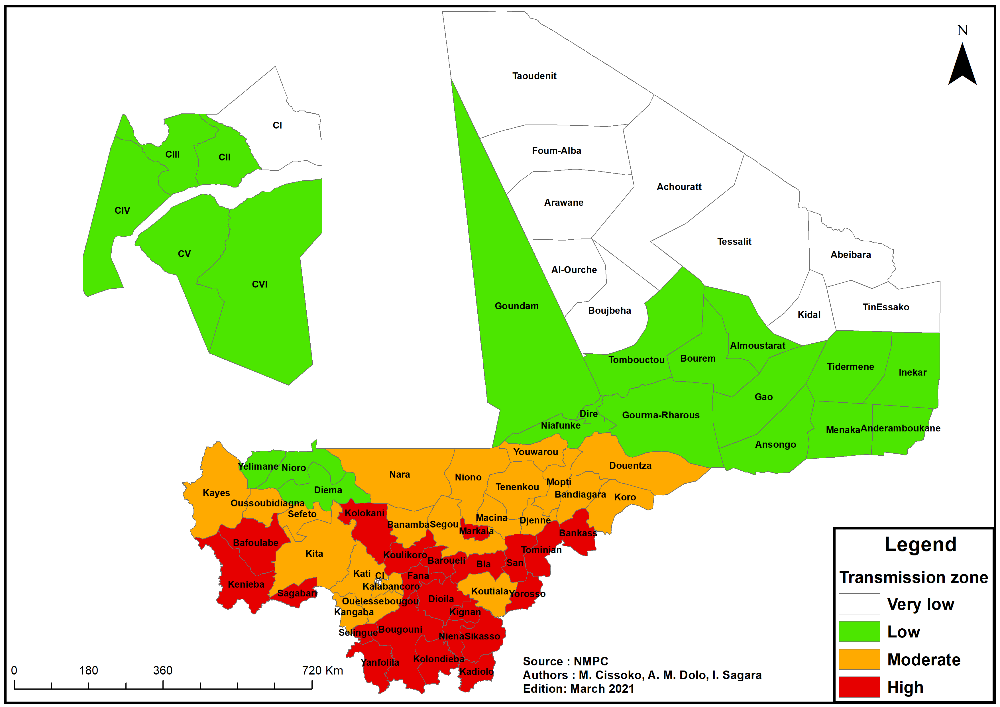 N
Taoudenit
CI
Foum-Alba
CIII
CII
Achouratt
Arawane
CIV
Tessalit
CV
Abeibara
Al-Ourche
CVI
Goundam
Boujbeha
TinEssako
Kidal
Almoustarat
Tombouctou
Bourem
Tidermene
Inekar
Gao
Dire
Gourma-Rharous
Niafunke
Menaka
Anderamboukane
Ansongo
Youwarou
Yelimane
Nioro
Douentza
Nara
Niono
Mopti
Tenenkou
Diema
Kayes
Bandiagara
Koro
Oussoubidiagna
Sefeto
Kolokani
Macina
Djenne
Banamba
Segou
Markala
Bankass
Bafoulabe
Tominian
Kita
Koulikoro
Baroueli
Bla
San
Kati
CI
Fana
Kenieba
Kalabancoro
Sagabari
Koutiala
Yorosso
Dioila
Ouelessebougou
Kangaba
Kignan
Selingue
Bougouni
Niena
Sikasso
Kolondieba
Yanfolila
Kadiolo
Legend
Transmission zone
Very low
Low
Moderate
High
0 180 360 720 Km
Source : NMPC
Authors : M. Cissoko, A. M. Dolo, I. Sagara
Edition: March 2021